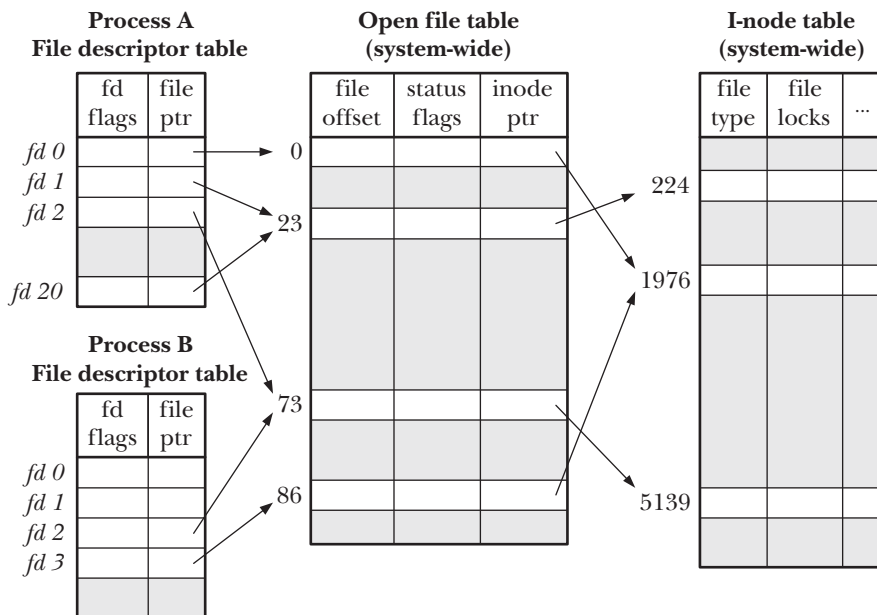 Process A
File descriptor table
fd
flags
file
ptr
fd 0
fd 1
fd 2
fd 20
Process B
File descriptor table
fd
flags
file
ptr
fd 0
fd 1
fd 2
fd 3
Open file table
(system-wide)
file
offset
status
flags
inode
ptr
0
23
73
86
I-node table
(system-wide)
file
type
file
locks
...
224
1976
5139